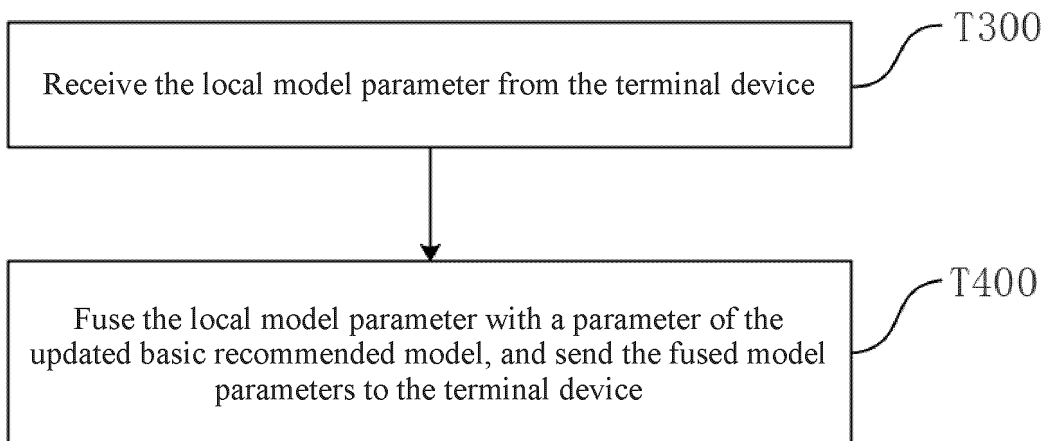 T300
Receive the local model parameter from the terminal device
T400
Fuse the local model parameter with a parameter of the
updated basic recommended model, and send the fused model
parameters to the terminal device